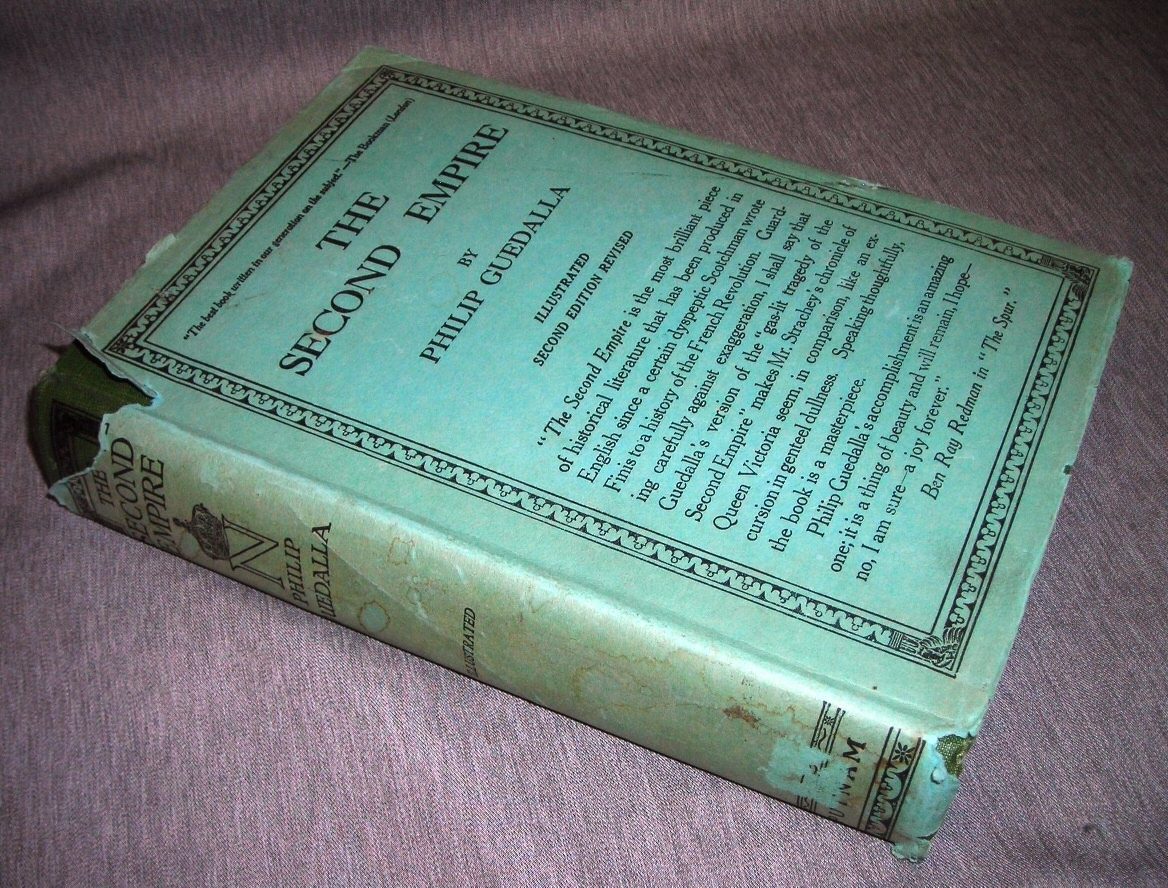 "The best book written in our generation on the subject"—The Bookman (London)
THE
SECOND EMPIRE
BY
PHILIP GUEDALLA
ILLUSTRATED
SECOND EDITION REVISED
"The Second Empire is the most brilliant piece
of historical literature that has been produced in
English since a certain dyspeptic Scotchman wrote
Finis to a history of the French Revolution. Guard-
ing carefully against exaggeration, I shall say that
Guedalla's version of the "gas-lit tragedy of the
Second Empire" makes Mr. Strachey's chronicle of
Queen Victoria seem, in comparison, like an ex-
cursion in genteel dullness. Speaking thoughtfully,
the book is a masterpiece.
Philip Guedalla's accomplishment is an amazing
one; it is a thing of beauty and will remain, I hope—
no, I am sure—a joy forever."
Ben Ray Redman in "The Spur."
THE
SECOND
EMPIRE
N
PHILIP
UEDALLA
LUSTRATED
UTNAM